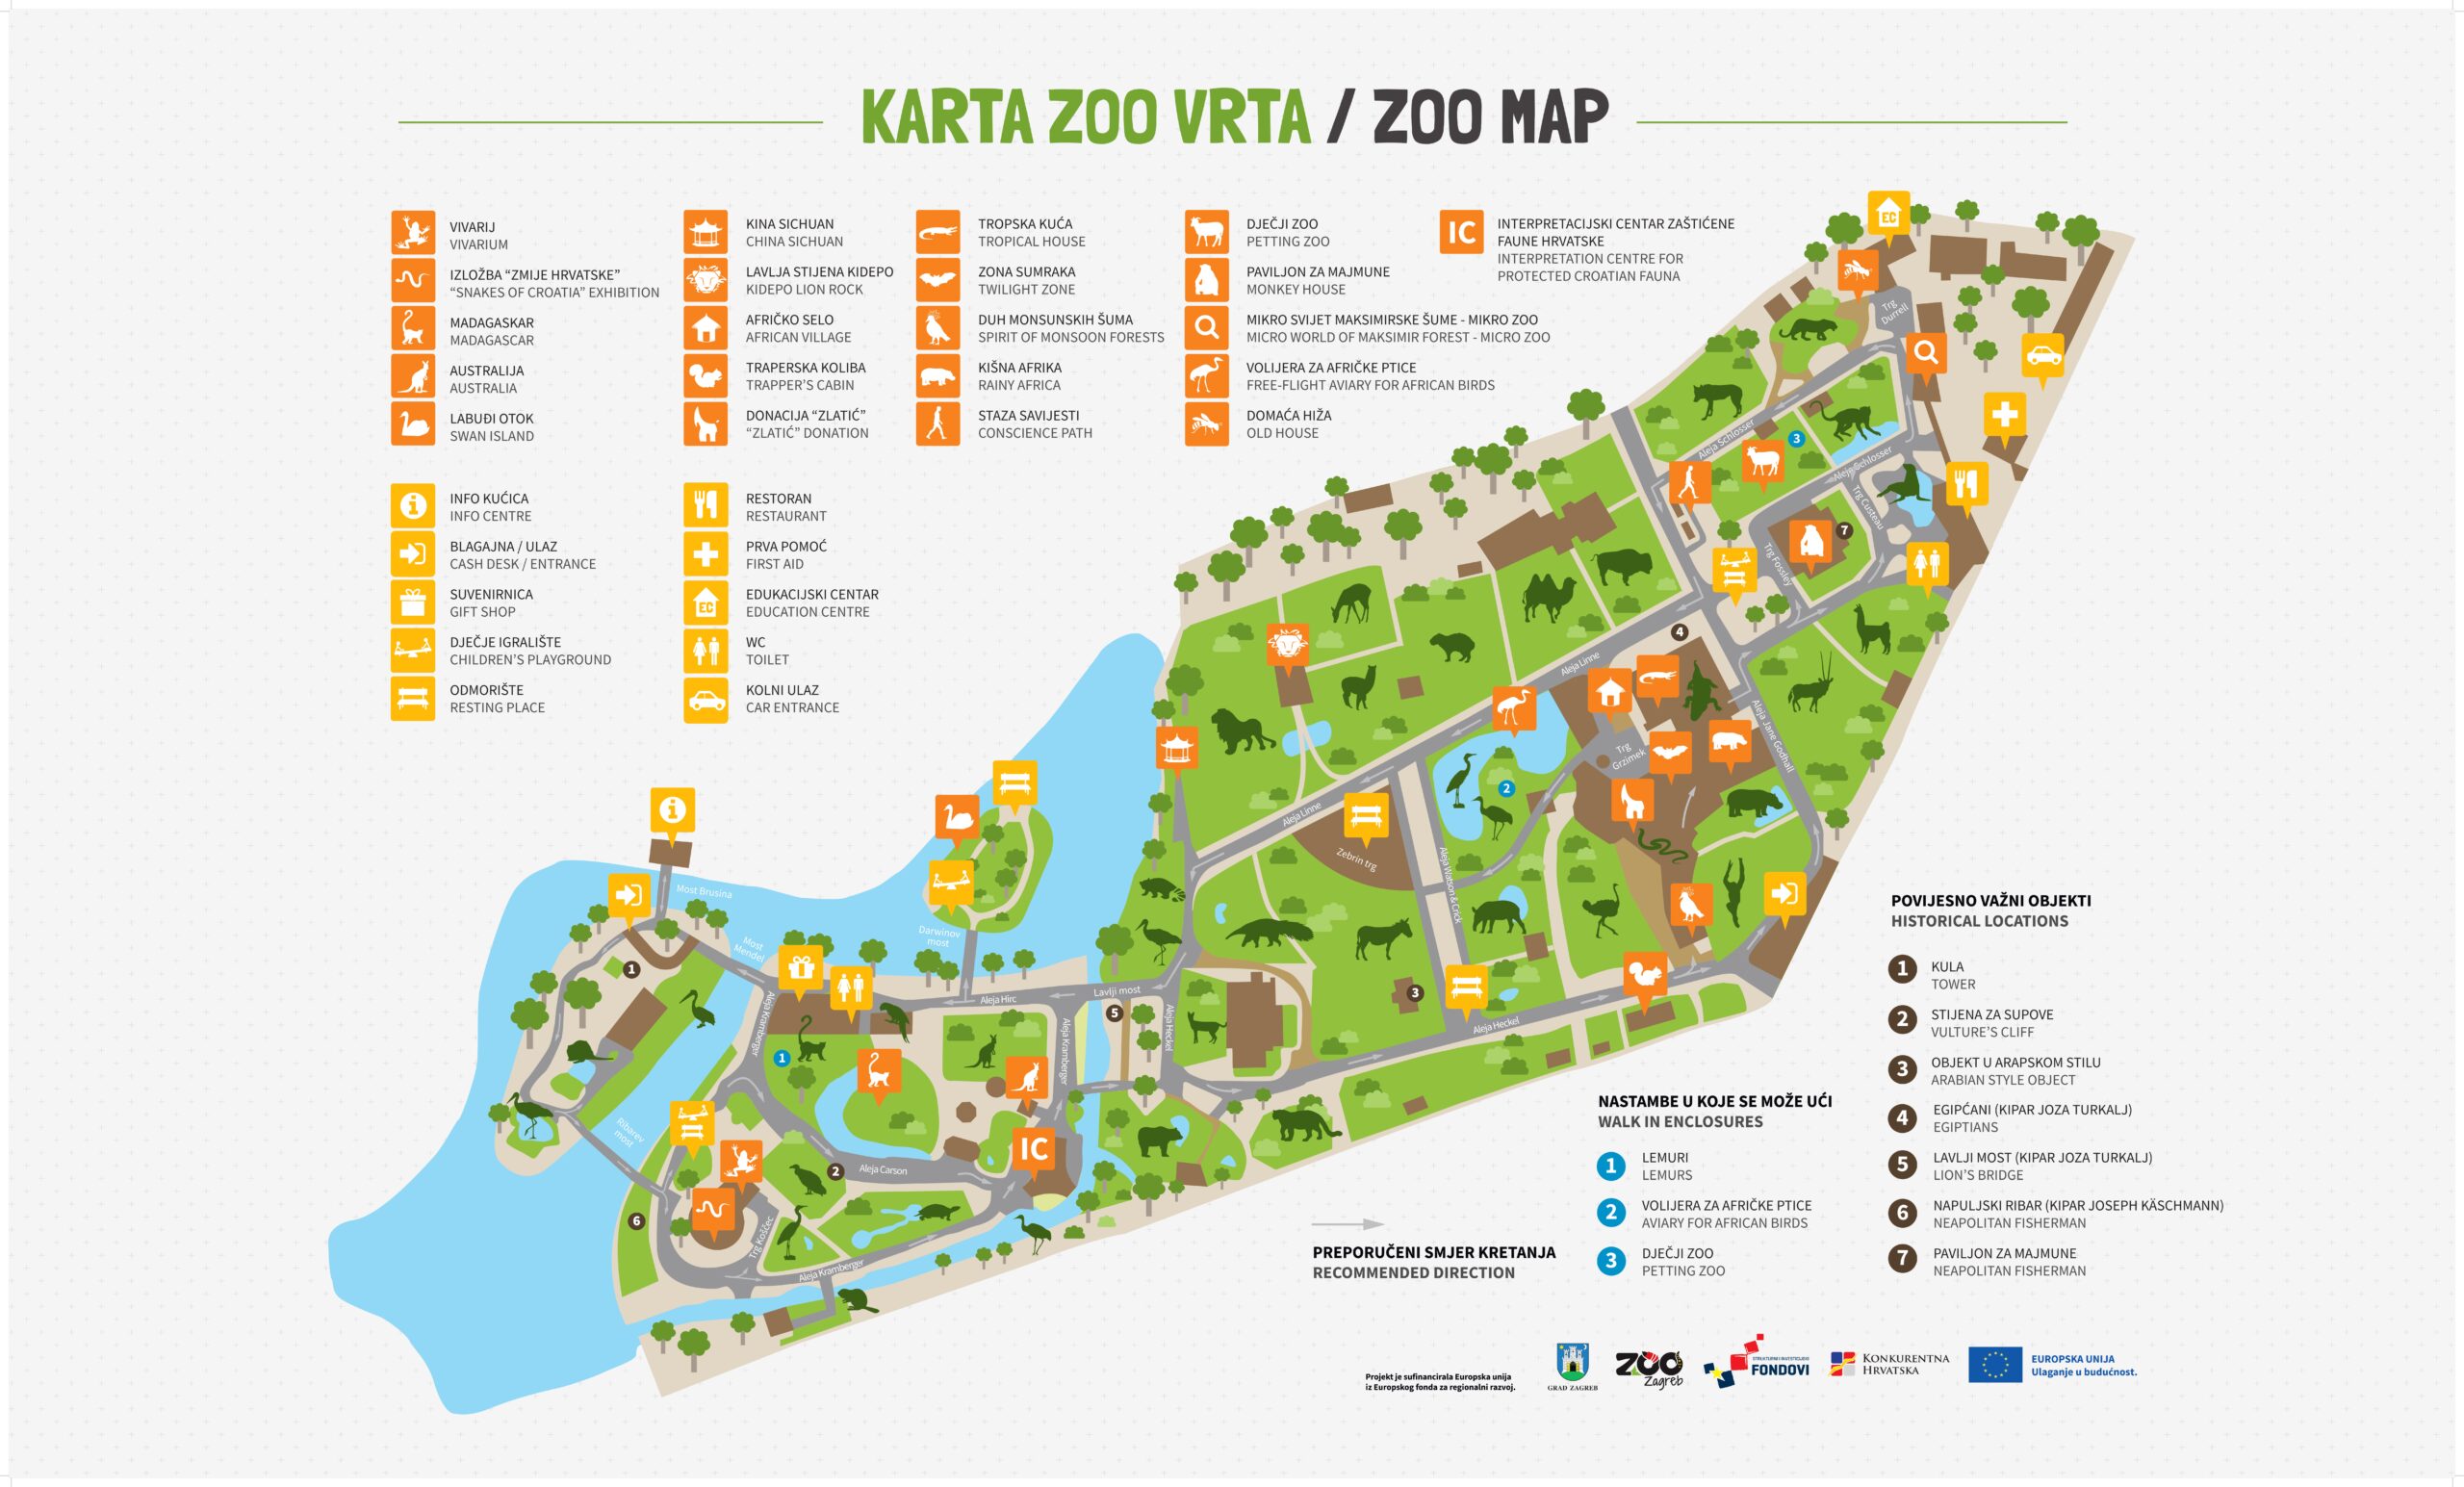 KARTA ZOO VRTA / ZOO MAP
VIVARIJ
VIVARIUM
IZLOŽBA “ZMIJE HRVATSKE”
“SNAKES OF CROATIA” EXHIBITION
MADAGASKAR
MADAGASCAR
AUSTRALIJA
AUSTRALIA
LABUĐI OTOK
SWAN ISLAND
KINA SICHUAN
CHINA SICHUAN
LAVLJA STIJENA KIDEPO
KIDEPO LION ROCK
AFRIČKO SELO
AFRICAN VILLAGE
TRAPERSKA KOLIBA
TRAPPER’S CABIN
DONACIJA “ZLATIĆ”
“ZLATIĆ” DONATION
TROPSKA KUĆA
TROPICAL HOUSE
ZONA SUMRAKA
TWILIGHT ZONE
DUH MONSUNSKIH ŠUMA
SPIRIT OF MONSOON FORESTS
KIŠNA AFRIKA
RAINY AFRICA
STAZA SAVIJESTI
CONSCIENCE PATH
DJEČJI ZOO
PETTING ZOO
PAVILJON ZA MAJMUNE
MONKEY HOUSE
MIKRO SVIJET MAKSIMIRSKE ŠUME - MIKRO ZOO
MICRO WORLD OF MAKSIMIR FOREST - MICRO ZOO
VOLIJERA ZA AFRIČKE PTICE
FREE-FLIGHT AVIARY FOR AFRICAN BIRDS
DOMAĆA HIŽA
OLD HOUSE
IC
INTERPRETACIJSKI CENTAR ZAŠTIĆENE
FAUNE HRVATSKE
INTERPRETATION CENTRE FOR
PROTECTED CROATIAN FAUNA
i
INFO KUĆICA
INFO CENTRE
BLAGAJNA / ULAZ
CASH DESK / ENTRANCE
SUVENIRNICA
GIFT SHOP
DJEČJE IGRALIŠTE
CHILDREN’S PLAYGROUND
ODMORIŠTE
RESTING PLACE
RESTORAN
RESTAURANT
PRVA POMOĆ
FIRST AID
EC
EDUKACIJSKI CENTAR
EDUCATION CENTRE
WC
TOILET
KOLNI ULAZ
CAR ENTRANCE
EC
Trg
Durrell
Aleja Schlosser
3
Aleja Schlosser
Trg Custeau
7
Trg Fossley
4
Aleja Linne
Trg
Grzimek
Aleja Jane Godhall
2
Aleja Linne
Zebrin trg
Aleja Watson & Crick
3
Aleja Heckel
i
Most Brusina
Most
Mendel
1
Darwinov
most
Aleja Hirc
Lavlji most
5
Aleja Kramberger
Aleja Kramberger
Aleja Heckel
1
Ribarev
most
IC
2
Aleja Carson
6
Trg Koščec
Aleja Kramberger
PREPORUČENI SMJER KRETANJA
RECOMMENDED DIRECTION
NASTAMBE U KOJE SE MOŽE UĆI
WALK IN ENCLOSURES
1
LEMURI
LEMURS
2
VOLIJERA ZA AFRIČKE PTICE
AVIARY FOR AFRICAN BIRDS
3
DJEČJI ZOO
PETTING ZOO
POVIJESNO VAŽNI OBJEKTI
HISTORICAL LOCATIONS
1
KULA
TOWER
2
STIJENA ZA SUPOVE
VULTURE’S CLIFF
3
OBJEKT U ARAPSKOM STILU
ARABIAN STYLE OBJECT
4
EGIPĆANI (KIPAR JOZA TURKALJ)
EGIPTIANS
5
LAVLJI MOST (KIPAR JOZA TURKALJ)
LION’S BRIDGE
6
NAPULJSKI RIBAR (KIPAR JOSEPH KÄSCHMANN)
NEAPOLITAN FISHERMAN
7
PAVILJON ZA MAJMUNE
NEAPOLITAN FISHERMAN
Projekt je sufinancirala Europska unija
iz Europskog fonda za regionalni razvoj.
GRAD ZAGREB
ZOO
Zagreb
STRUKTURNI I INVESTICIJSKI
FONDOVI
KONKURENTNA
HRVATSKA
EUROPSKA UNIJA
Ulaganje u budućnost.